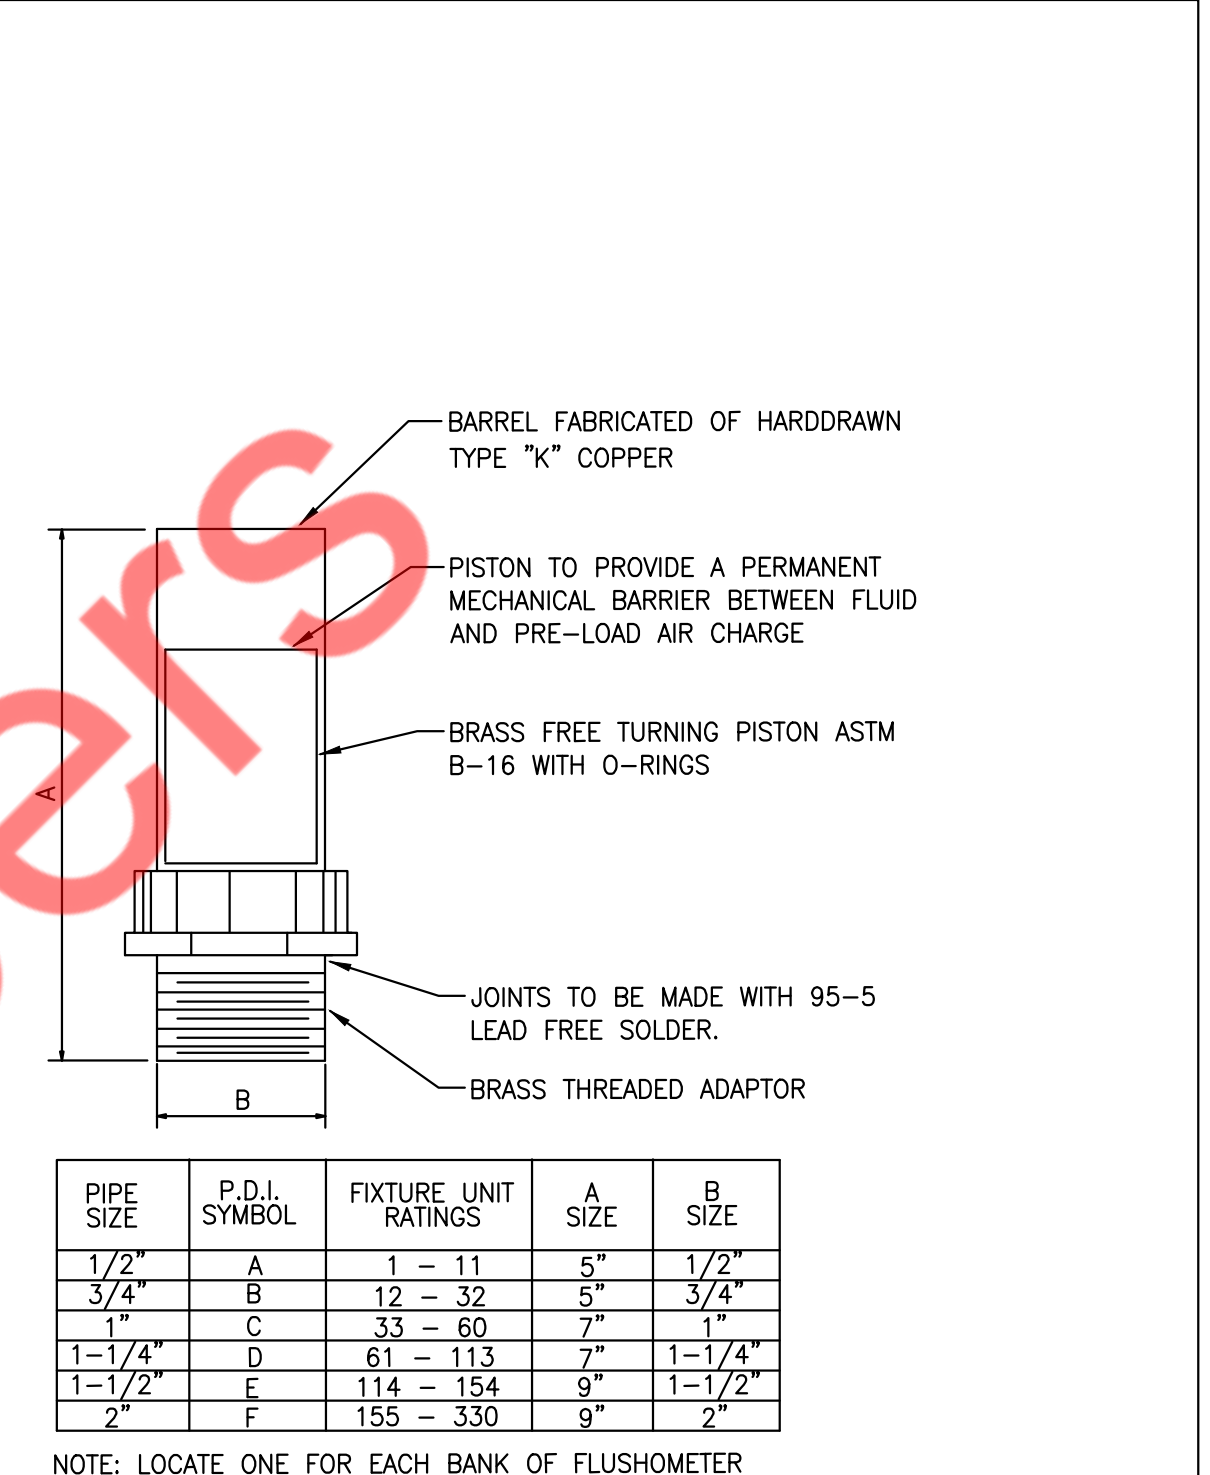 BARREL FABRICATED OF HARDDRAWN
TYPE "K" COPPER
PISTON TO PROVIDE A PERMANENT
MECHANICAL BARRIER BETWEEN FLUID
AND PRE-LOAD AIR CHARGE
BRASS FREE TURNING PISTON ASTM
B-16 WITH O-RINGS
A
JOINTS TO BE MADE WITH 95-5
LEAD FREE SOLDER.
BRASS THREADED ADAPTOR
B
PIPE SIZE P.D.I. SYMBOL FIXTURE UNIT RATINGS A SIZE B SIZE
1/2" A 1 - 11 5" 1/2"
3/4" B 12 - 32 5" 3/4"
1" C 33 - 60 7" 1"
1-1/4" D 61 - 113 7" 1-1/4"
1-1/2" E 114 - 154 9" 1-1/2"
2" F 155 - 330 9" 2"
NOTE: LOCATE ONE FOR EACH BANK OF FLUSHOMETER
ers